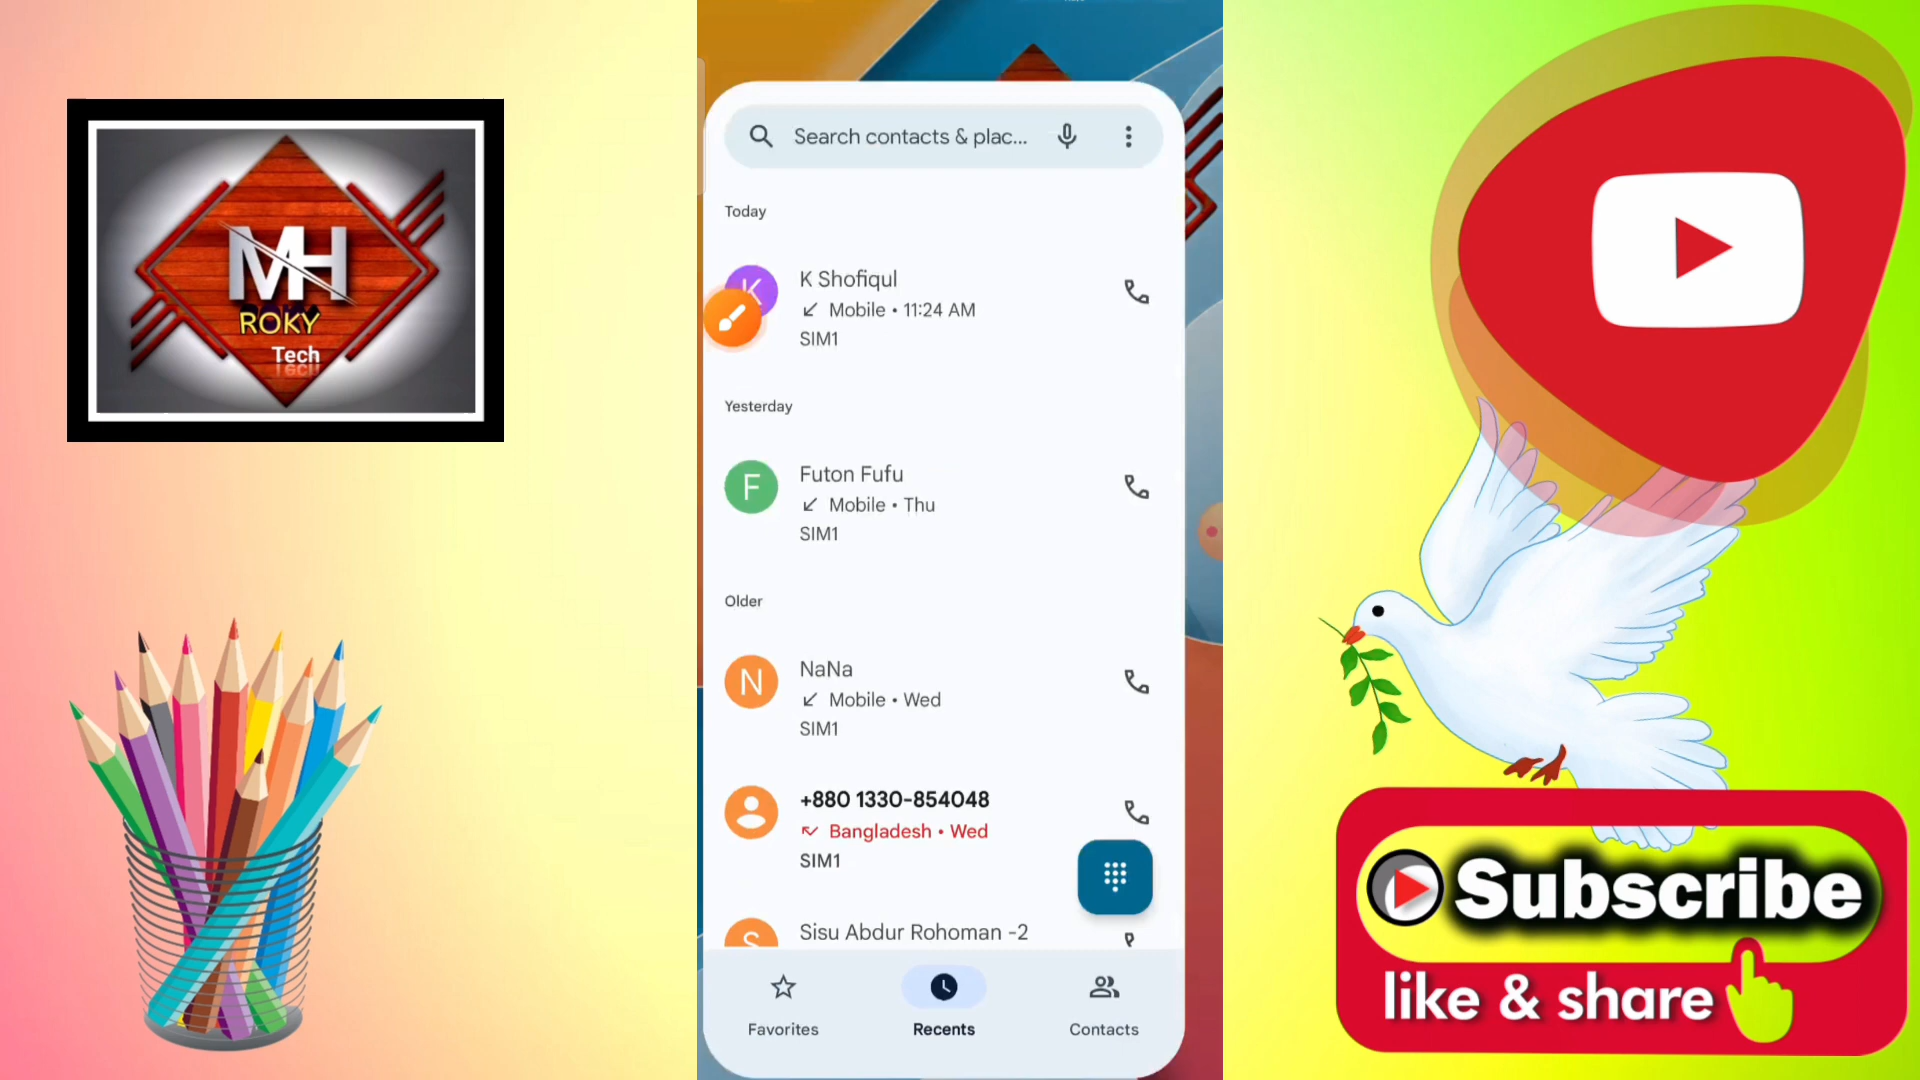 MH
ROKY
Tech
Search contacts & plac...
Today
K
K Shofiqul
Mobile • 11:24 AM
SIM1
Yesterday
F
Futon Fufu
Mobile • Thu
SIM1
Older
N
NaNa
Mobile • Wed
SIM1
+880 1330-854048
Bangladesh • Wed
SIM1
S
Sisu Abdur Rohoman -2
Favorites
Recents
Contacts
Subscribe
like & share